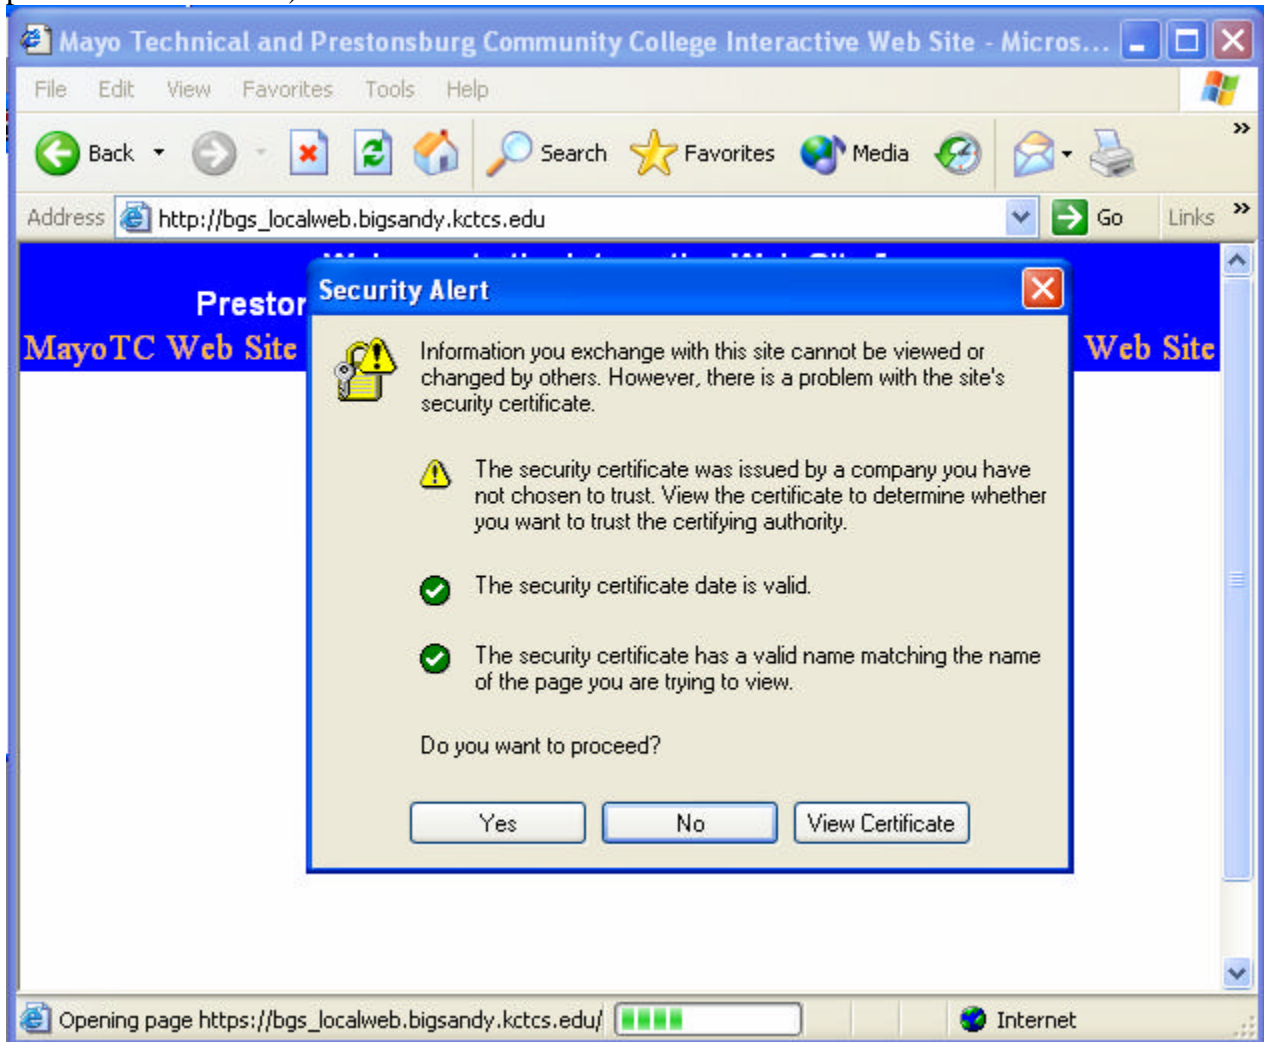 Mayo Technical and Prestonsburg Community College Interactive Web Site - Micros...
File Edit View Favorites Tools Help
Back Search Favorites Media »
Address http://bgs_localweb.bigsandy.kctcs.edu Go Links »
Prestor
MayoTC Web Site Web Site
Security Alert
Information you exchange with this site cannot be viewed or
changed by others. However, there is a problem with the site's
security certificate.
The security certificate was issued by a company you have
not chosen to trust. View the certificate to determine whether
you want to trust the certifying authority.
The security certificate date is valid.
The security certificate has a valid name matching the name
of the page you are trying to view.
Do you want to proceed?
Yes No View Certificate
Opening page https://bgs_localweb.bigsandy.kctcs.edu/ Internet